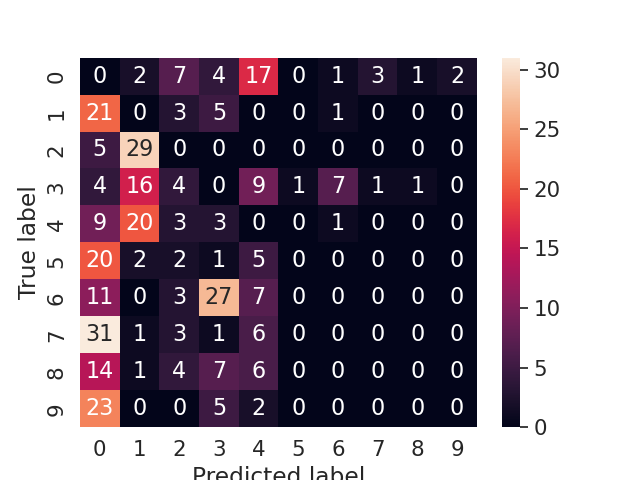 0 0 2 7 4 17 0 1 3 1 2
1 21 0 3 5 0 0 1 0 0 0
2 5 29 0 0 0 0 0 0 0 0
3 4 16 4 0 9 1 7 1 1 0
4 9 20 3 3 0 0 1 0 0 0
5 20 2 2 1 5 0 0 0 0 0
6 11 0 3 27 7 0 0 0 0 0
7 31 1 3 1 6 0 0 0 0 0
8 14 1 4 7 6 0 0 0 0 0
9 23 0 0 5 2 0 0 0 0 0
0 1 2 3 4 5 6 7 8 9
Predicted label
True label
30
25
20
15
10
5
0